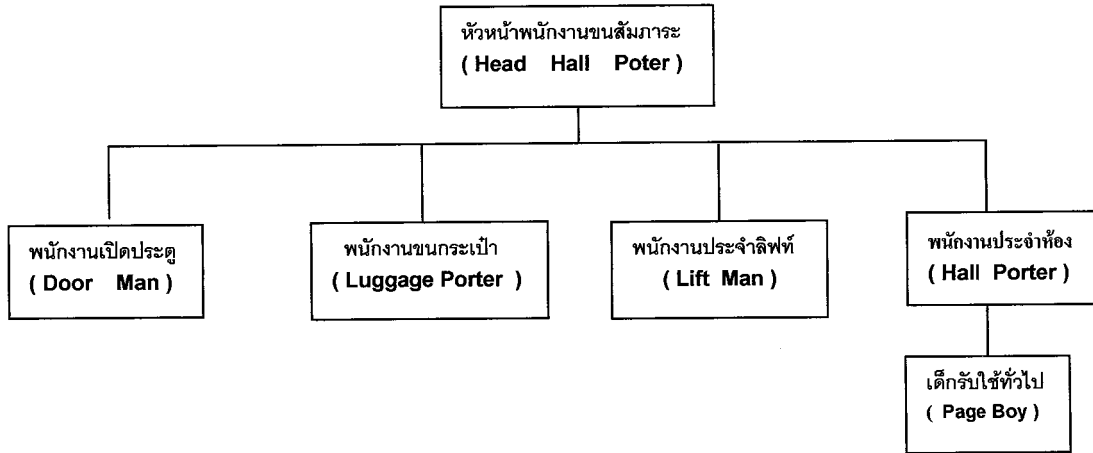 หัวหน้าพนักงานขนสัมภาระ
( Head Hall Poter )
พนักงานเปิดประตู
( Door Man )
พนักงานขนกระเป๋า
( Luggage Porter )
พนักงานประจำลิฟท์
( Lift Man )
พนักงานประจำห้อง
( Hall Porter )
เด็กรับใช้ทั่วไป
( Page Boy )